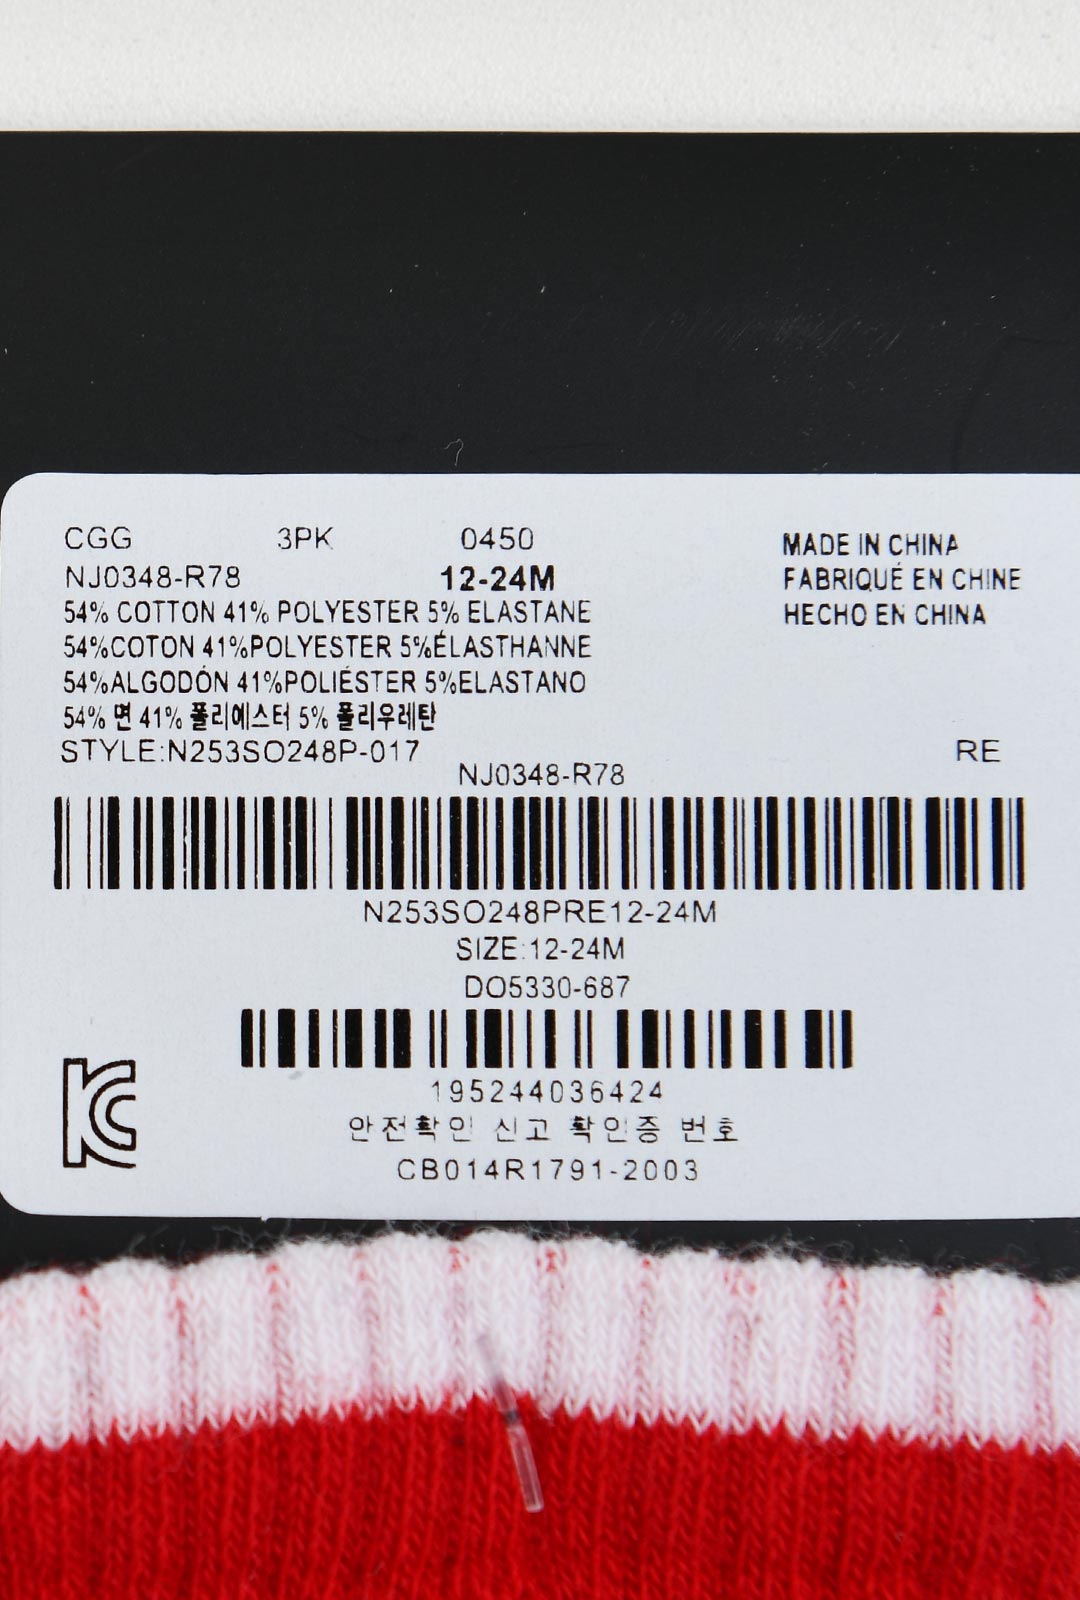 CGG 3PK 0450
NJ0348-R78 12-24M
54% COTTON 41% POLYESTER 5% ELASTANE
54%COTON 41%POLYESTER 5%ÉLASTHANNE
54%ALGODÓN 41%POLIÉSTER 5%ELASTANO
54% 면 41% 폴리에스터 5% 폴리우레탄
MADE IN CHINA
FABRIQUÉ EN CHINE
HECHO EN CHINA
STYLE:N253SO248P-017 RE
NJ0348-R78
N253SO248PRE12-24M
SIZE:12-24M
DO5330-687
195244036424
안전확인 신고 확인증 번호
CB014R1791-2003
KC